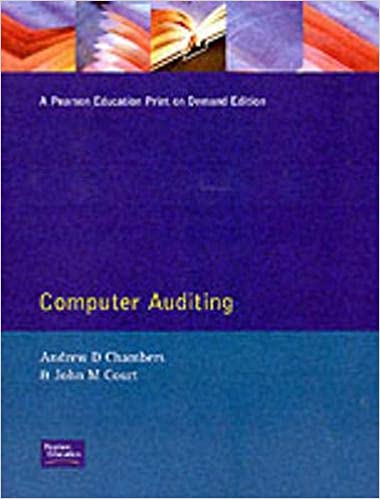 A Pearson Education Print on Demand Edition
Computer Auditing
Andrew D Chambers
& John M Court
Pearson
Education